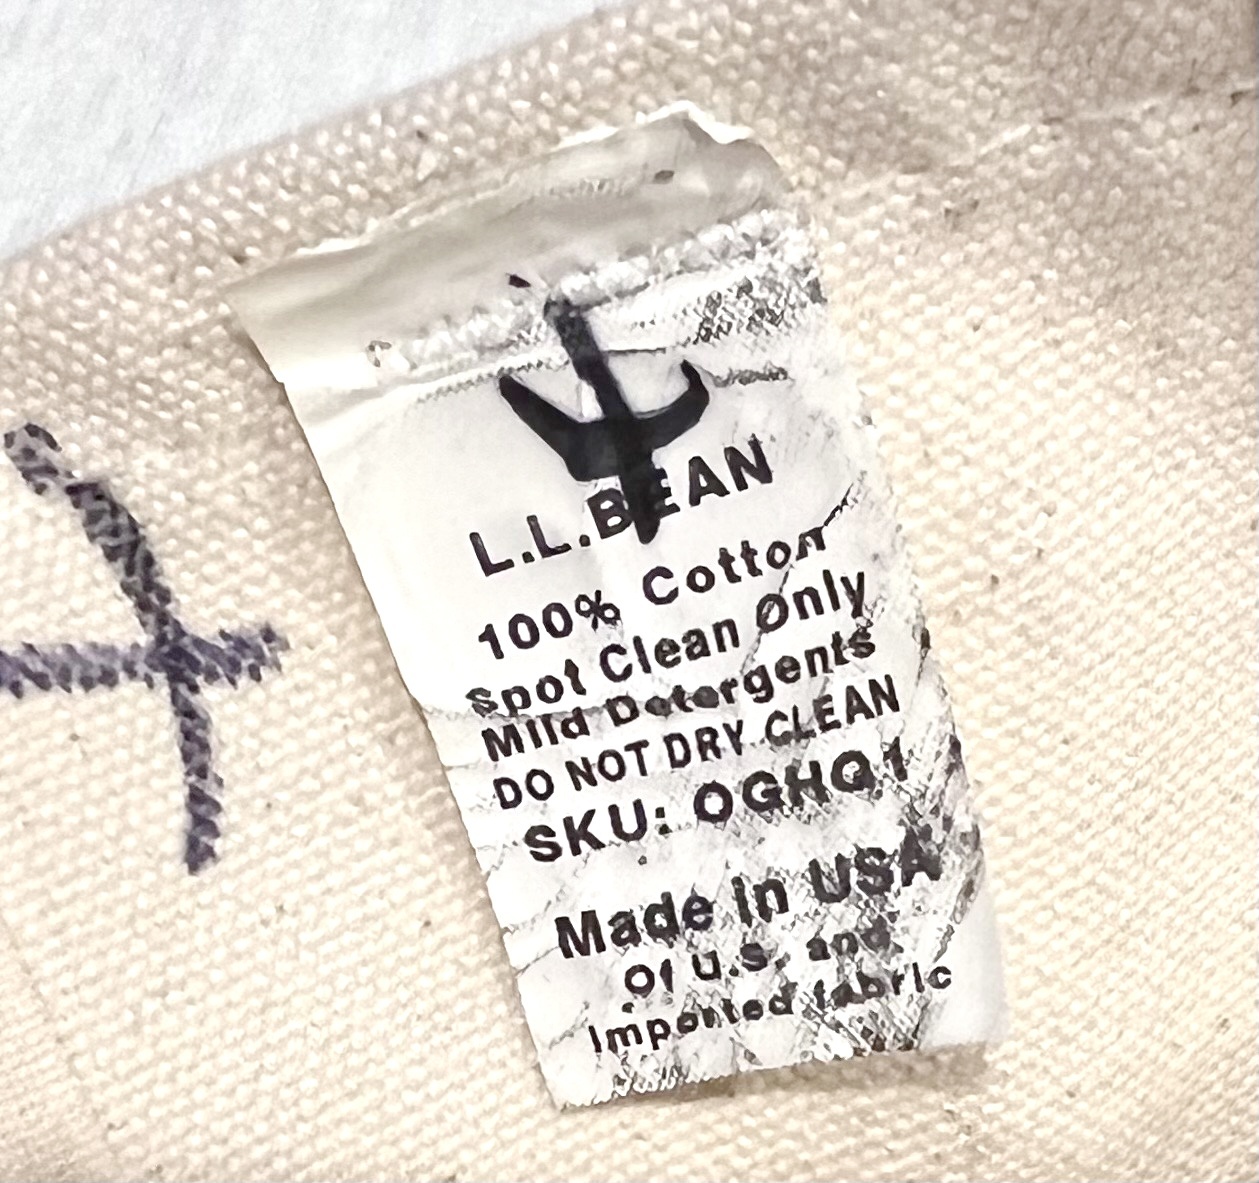 L.L.BEAN
100% Cotton
Spot Clean Only
Mild Detergents
DO NOT DRY CLEAN
SKU: OGHQ1
Made in USA
Of U.S. and
Imported fabric